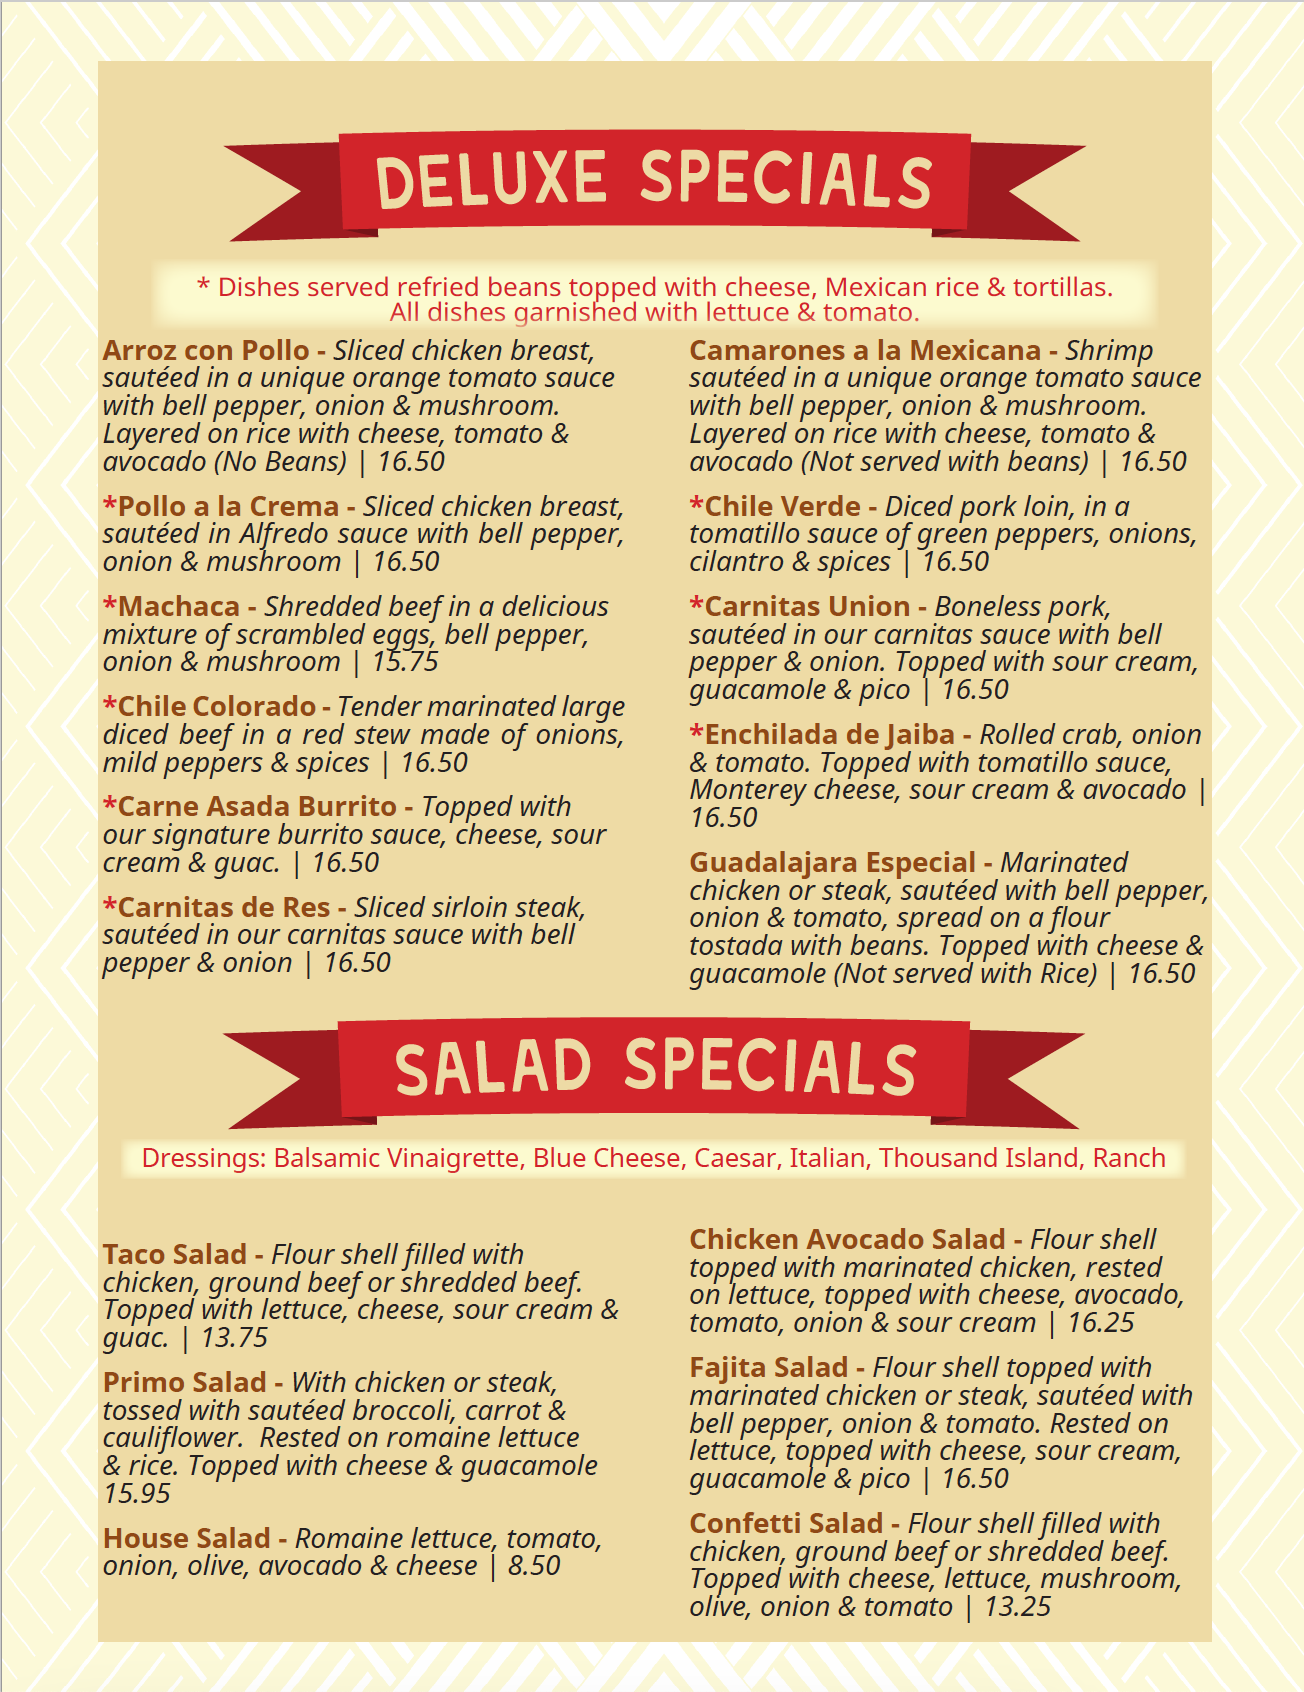 DELUXE SPECIALS
* Dishes served refried beans topped with cheese, Mexican rice & tortillas.
All dishes garnished with lettuce & tomato.
Arroz con Pollo - Sliced chicken breast,
sautéed in a unique orange tomato sauce
with bell pepper, onion & mushroom.
Layered on rice with cheese, tomato &
avocado (No Beans) | 16.50
*Pollo a la Crema - Sliced chicken breast,
sautéed in Alfredo sauce with bell pepper,
onion & mushroom | 16.50
*Machaca - Shredded beef in a delicious
mixture of scrambled eggs, bell pepper,
onion & mushroom | 15.75
*Chile Colorado - Tender marinated large
diced beef in a red stew made of onions,
mild peppers & spices | 16.50
*Carne Asada Burrito - Topped with
our signature burrito sauce, cheese, sour
cream & guac. | 16.50
*Carnitas de Res - Sliced sirloin steak,
sautéed in our carnitas sauce with bell
pepper & onion | 16.50
Camarones a la Mexicana - Shrimp
sautéed in a unique orange tomato sauce
with bell pepper, onion & mushroom.
Layered on rice with cheese, tomato &
avocado (Not served with beans) | 16.50
*Chile Verde - Diced pork loin, in a
tomatillo sauce of green peppers, onions,
cilantro & spices | 16.50
*Carnitas Union - Boneless pork,
sautéed in our carnitas sauce with bell
pepper & onion. Topped with sour cream,
guacamole & pico | 16.50
*Enchilada de Jaiba - Rolled crab, onion
& tomato. Topped with tomatillo sauce,
Monterey cheese, sour cream & avocado |
16.50
Guadalajara Especial - Marinated
chicken or steak, sautéed with bell pepper,
onion & tomato, spread on a flour
tostada with beans. Topped with cheese &
guacamole (Not served with Rice) | 16.50
SALAD SPECIALS
Dressings: Balsamic Vinaigrette, Blue Cheese, Caesar, Italian, Thousand Island, Ranch
Taco Salad - Flour shell filled with
chicken, ground beef or shredded beef.
Topped with lettuce, cheese, sour cream &
guac. | 13.75
Primo Salad - With chicken or steak,
tossed with sautéed broccoli, carrot &
cauliflower.  Rested on romaine lettuce
& rice. Topped with cheese & guacamole
15.95
House Salad - Romaine lettuce, tomato,
onion, olive, avocado & cheese | 8.50
Chicken Avocado Salad - Flour shell
topped with marinated chicken, rested
on lettuce, topped with cheese, avocado,
tomato, onion & sour cream | 16.25
Fajita Salad - Flour shell topped with
marinated chicken or steak, sautéed with
bell pepper, onion & tomato. Rested on
lettuce, topped with cheese, sour cream,
guacamole & pico | 16.50
Confetti Salad - Flour shell filled with
chicken, ground beef or shredded beef.
Topped with cheese, lettuce, mushroom,
olive, onion & tomato | 13.25